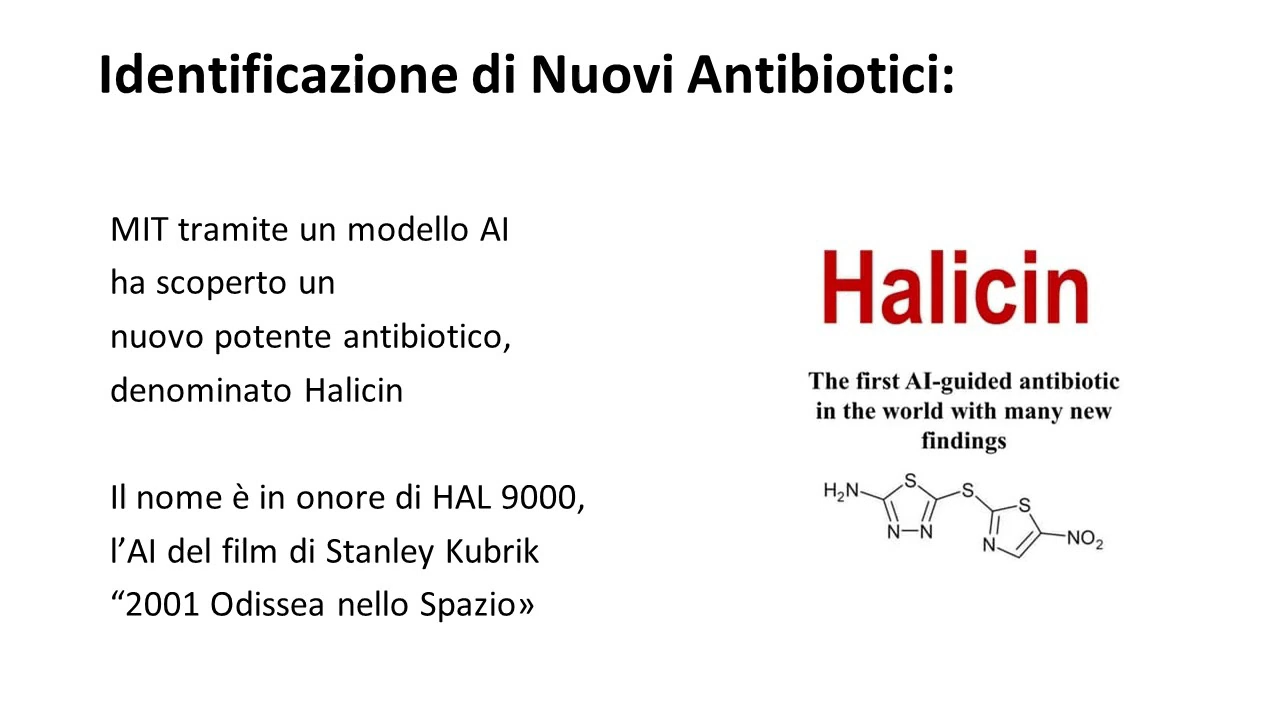 Identificazione di Nuovi Antibiotici:
MIT tramite un modello AI
ha scoperto un
nuovo potente antibiotico,
denominato Halicin
Il nome è in onore di HAL 9000,
l’AI del film di Stanley Kubrik
“2001 Odissea nello Spazio»
Halicin
The first AI-guided antibiotic
in the world with many new
findings
H₂N S N N S S N NO₂